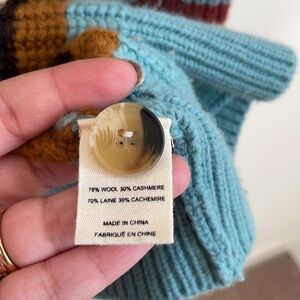 70% WOOL 30% CASHMERE
70% LAINE 30% CACHEMIRE
MADE IN CHINA
FABRIQUÉ EN CHINE